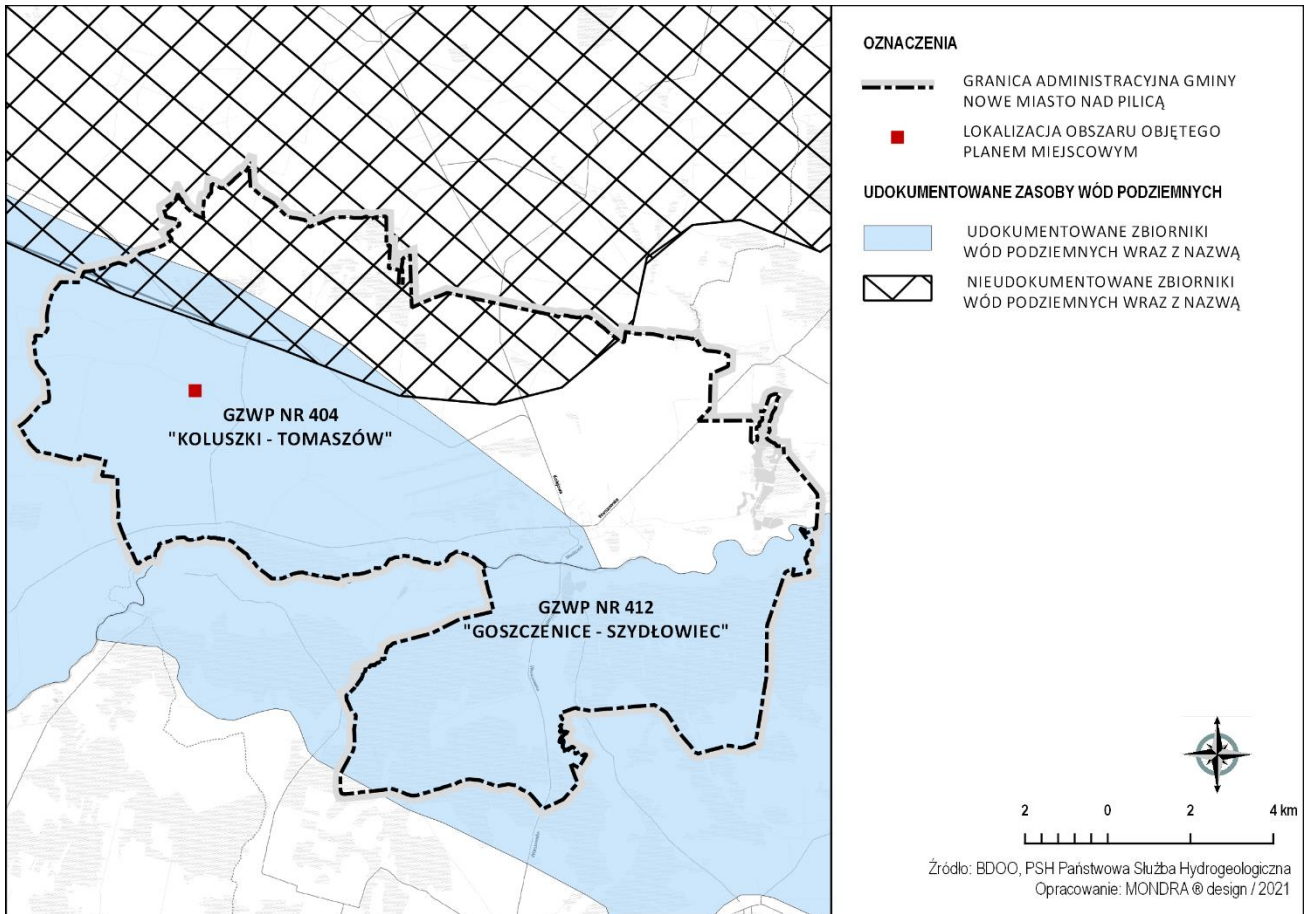 GZWP NR 404
"KOLUSZKI - TOMASZÓW"
GZWP NR 412
"GOSZCZENICE - SZYDŁOWIEC"
OZNACZENIA
GRANICA ADMINISTRACYJNA GMINY
NOWE MIASTO NAD PILICĄ
LOKALIZACJA OBSZARU OBJĘTEGO
PLANEM MIEJSCOWYM
UDOKUMENTOWANE ZASOBY WÓD PODZIEMNYCH
UDOKUMENTOWANE ZBIORNIKI
WÓD PODZIEMNYCH WRAZ Z NAZWĄ
NIEUDOKUMENTOWANE ZBIORNIKI
WÓD PODZIEMNYCH WRAZ Z NAZWĄ
2 0 2 4 km
Źródło: BDOO, PSH Państwowa Służba Hydrogeologiczna
Opracowanie: MONDRA ® design / 2021